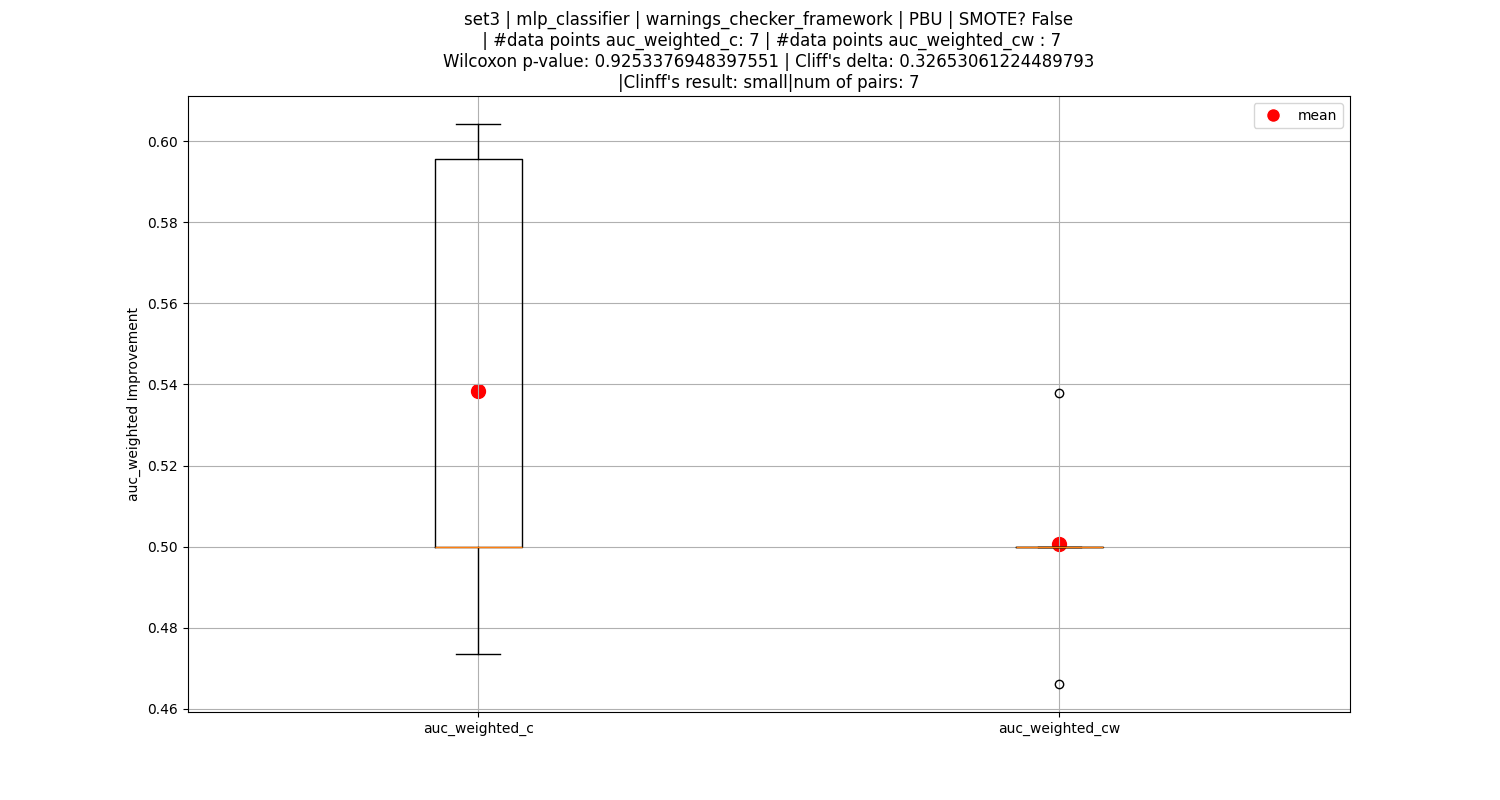 set3 | mlp_classifier | warnings_checker_framework | PBU | SMOTE? False
| #data points auc_weighted_c: 7 | #data points auc_weighted_cw : 7
Wilcoxon p-value: 0.9253376948397551 | Cliff's delta: 0.32653061224489793
|Clinff's result: small|num of pairs: 7
mean
auc_weighted Improvement
0.60
0.58
0.56
0.54
0.52
0.50
0.48
0.46
auc_weighted_c
auc_weighted_cw